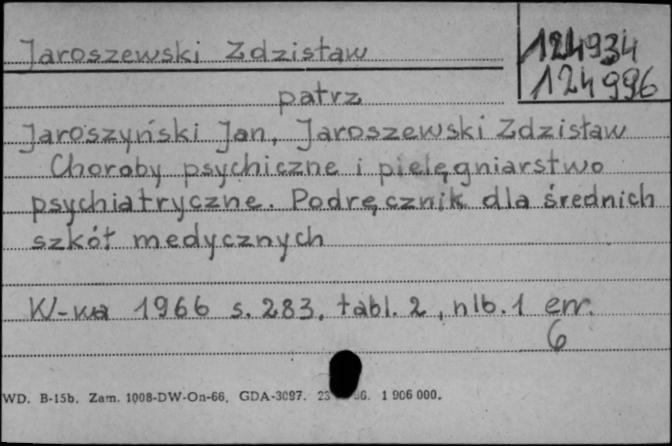 Jaroszewski Zdzisław
124934
124996
patrz
Jaroszyński Jan, Jaroszewski Zdzisław
Choroby psychiczne i pielęgniarstwo
psychiatryczne. Podręcznik dla średnich
szkół medycznych
W-wa 1966 s. 283, tabl. 2, nlb. 1 err.
6
WD. B-15b. Zam. 1008-DW-On-66. GDA-3097. 1 906 000.